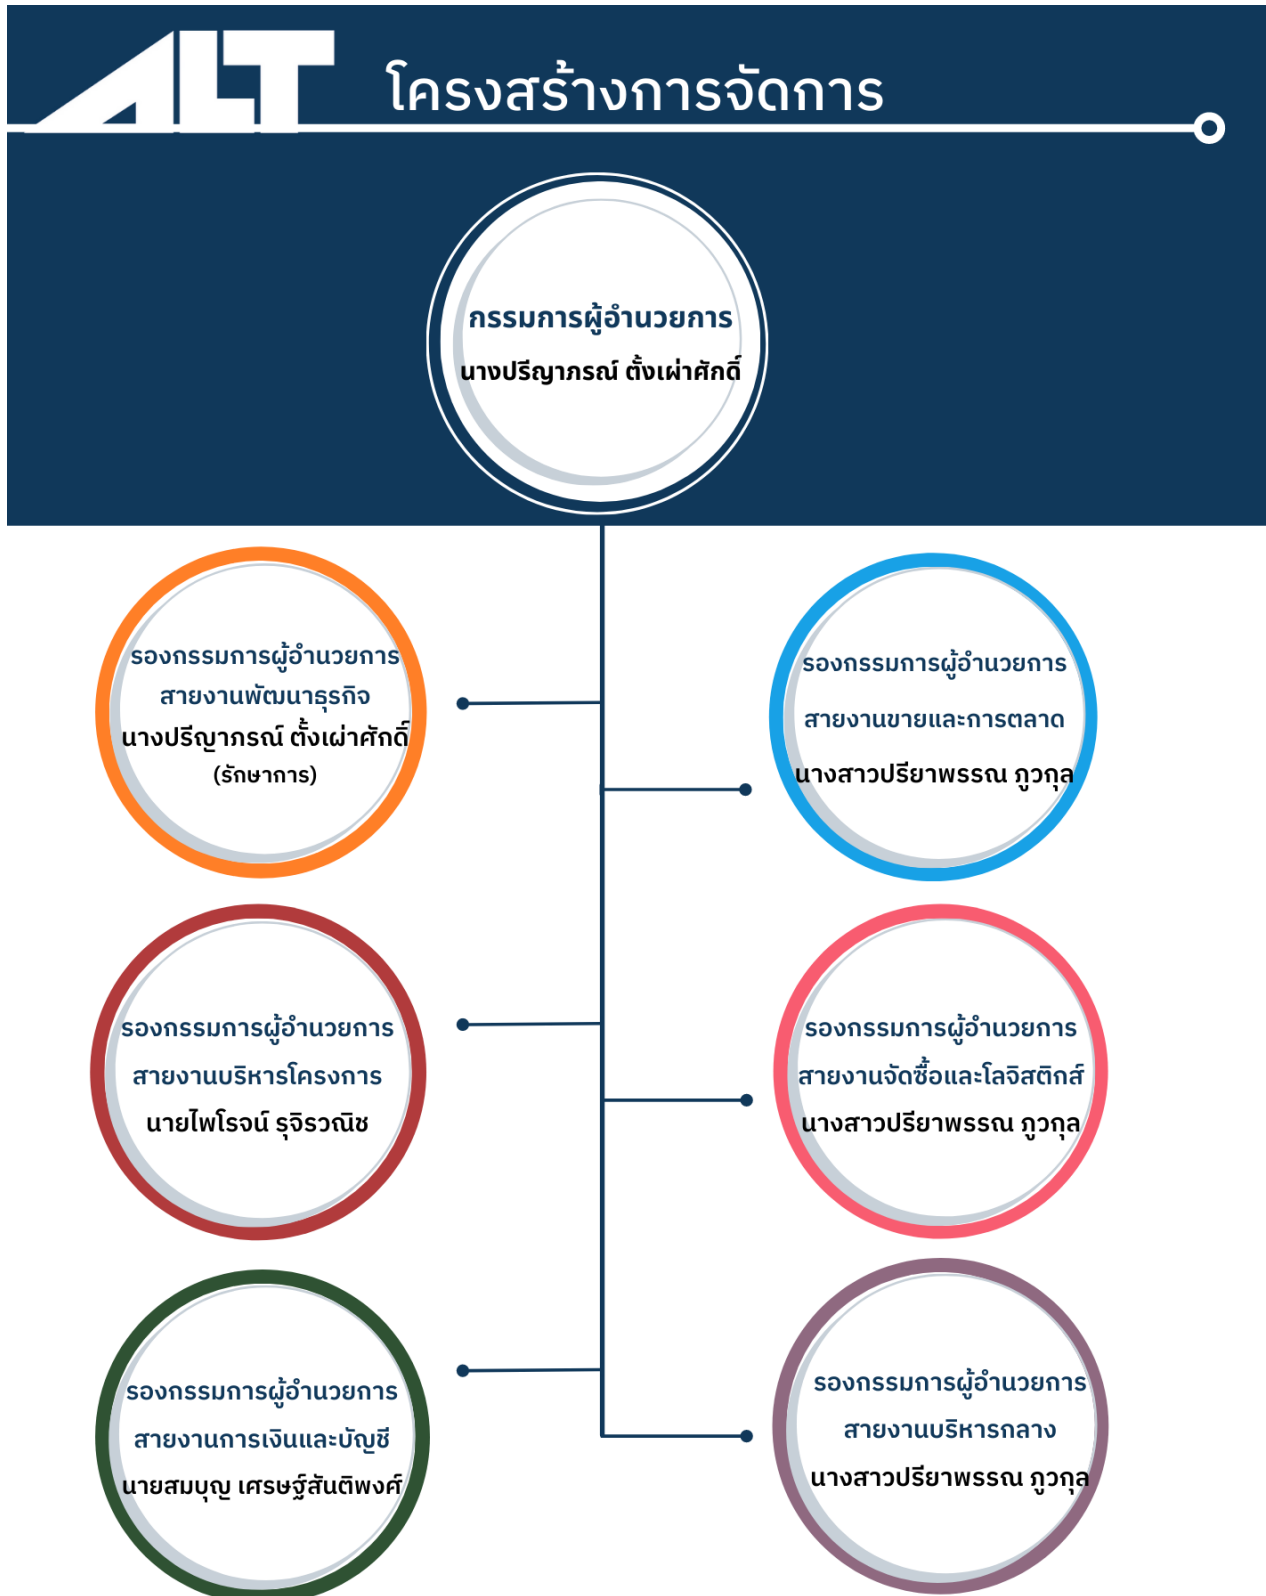 ALT
โครงสร้างการจัดการ
กรรมการผู้อำนวยการ
นางปรีญาภรณ์ ตั้งเผ่าศักดิ์
รองกรรมการผู้อำนวยการ
สายงานพัฒนาธุรกิจ
นางปรีญาภรณ์ ตั้งเผ่าศักดิ์
(รักษาการ)
รองกรรมการผู้อำนวยการ
สายงานขายและการตลาด
นางสาวปรียาพรรณ ภูวกุล
รองกรรมการผู้อำนวยการ
สายงานบริหารโครงการ
นายไพโรจน์ รุจิรวณิช
รองกรรมการผู้อำนวยการ
สายงานจัดซื้อและโลจิสติกส์
นางสาวปรียาพรรณ ภูวกุล
รองกรรมการผู้อำนวยการ
สายงานการเงินและบัญชี
นายสมบุญ เศรษฐ์สันติพงศ์
รองกรรมการผู้อำนวยการ
สายงานบริหารกลาง
นางสาวปรียาพรรณ ภูวกุล